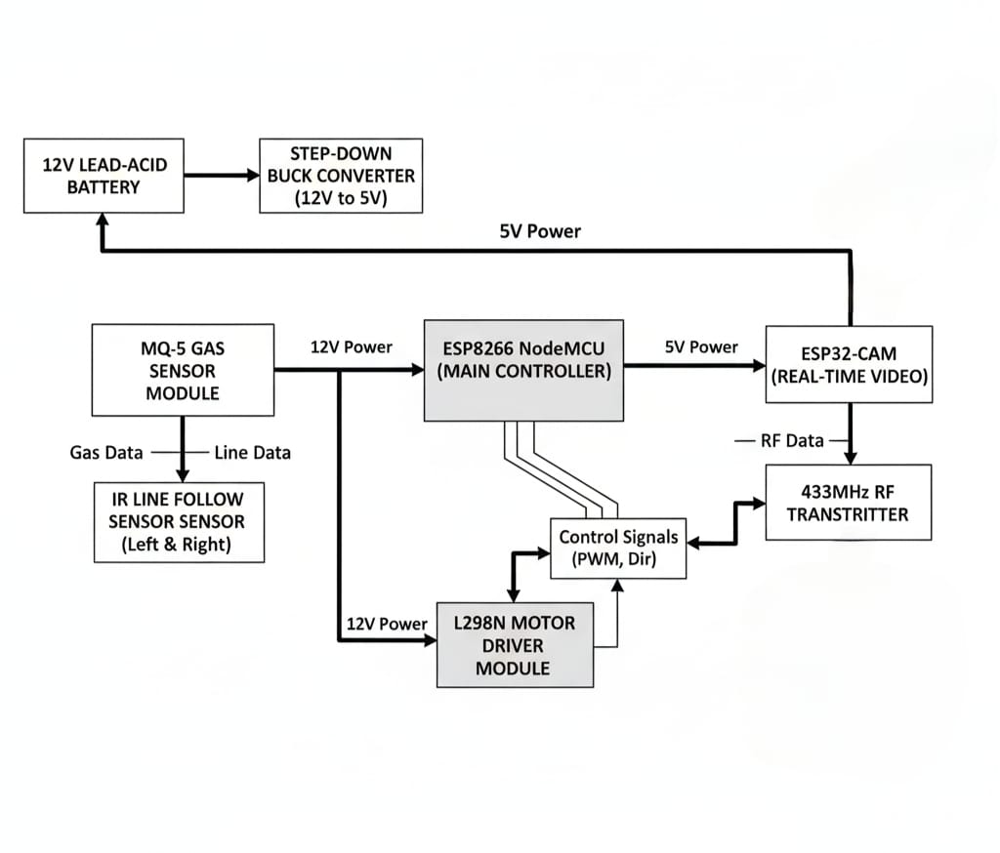 12V LEAD-ACID
BATTERY
STEP-DOWN
BUCK CONVERTER
(12V to 5V)
5V Power
MQ-5 GAS
SENSOR
MODULE
12V Power
ESP8266 NodeMCU
(MAIN CONTROLLER)
5V Power
ESP32-CAM
(REAL-TIME VIDEO)
Gas Data
Line Data
RF Data
IR LINE FOLLOW
SENSOR SENSOR
(Left & Right)
433MHz RF
TRANSTRITTER
Control Signals
(PWM, Dir)
12V Power
L298N MOTOR
DRIVER
MODULE